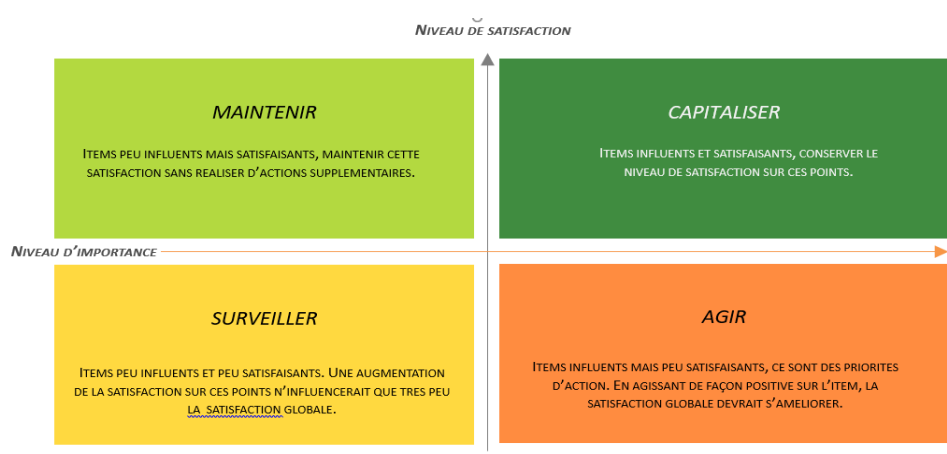 NIVEAU DE SATISFACTION
MAINTENIR
ITEMS PEU INFLUENTS MAIS SATISFAISANTS, MAINTENIR CETTE
SATISFACTION SANS REALISER D’ACTIONS SUPPLEMENTAIRES.
CAPITALISER
ITEMS INFLUENTS ET SATISFAISANTS, CONSERVER LE
NIVEAU DE SATISFACTION SUR CES POINTS.
NIVEAU D’IMPORTANCE
SURVEILLER
ITEMS PEU INFLUENTS ET PEU SATISFAISANTS. UNE AUGMENTATION
DE LA SATISFACTION SUR CES POINTS N’INFLUENCERAIT QUE TRES PEU
LA SATISFACTION GLOBALE.
AGIR
ITEMS INFLUENTS MAIS PEU SATISFAISANTS, CE SONT DES PRIORITES
D’ACTION. EN AGISSANT DE FAÇON POSITIVE SUR L’ITEM, LA
SATISFACTION GLOBALE DEVRAIT S’AMELIORER.